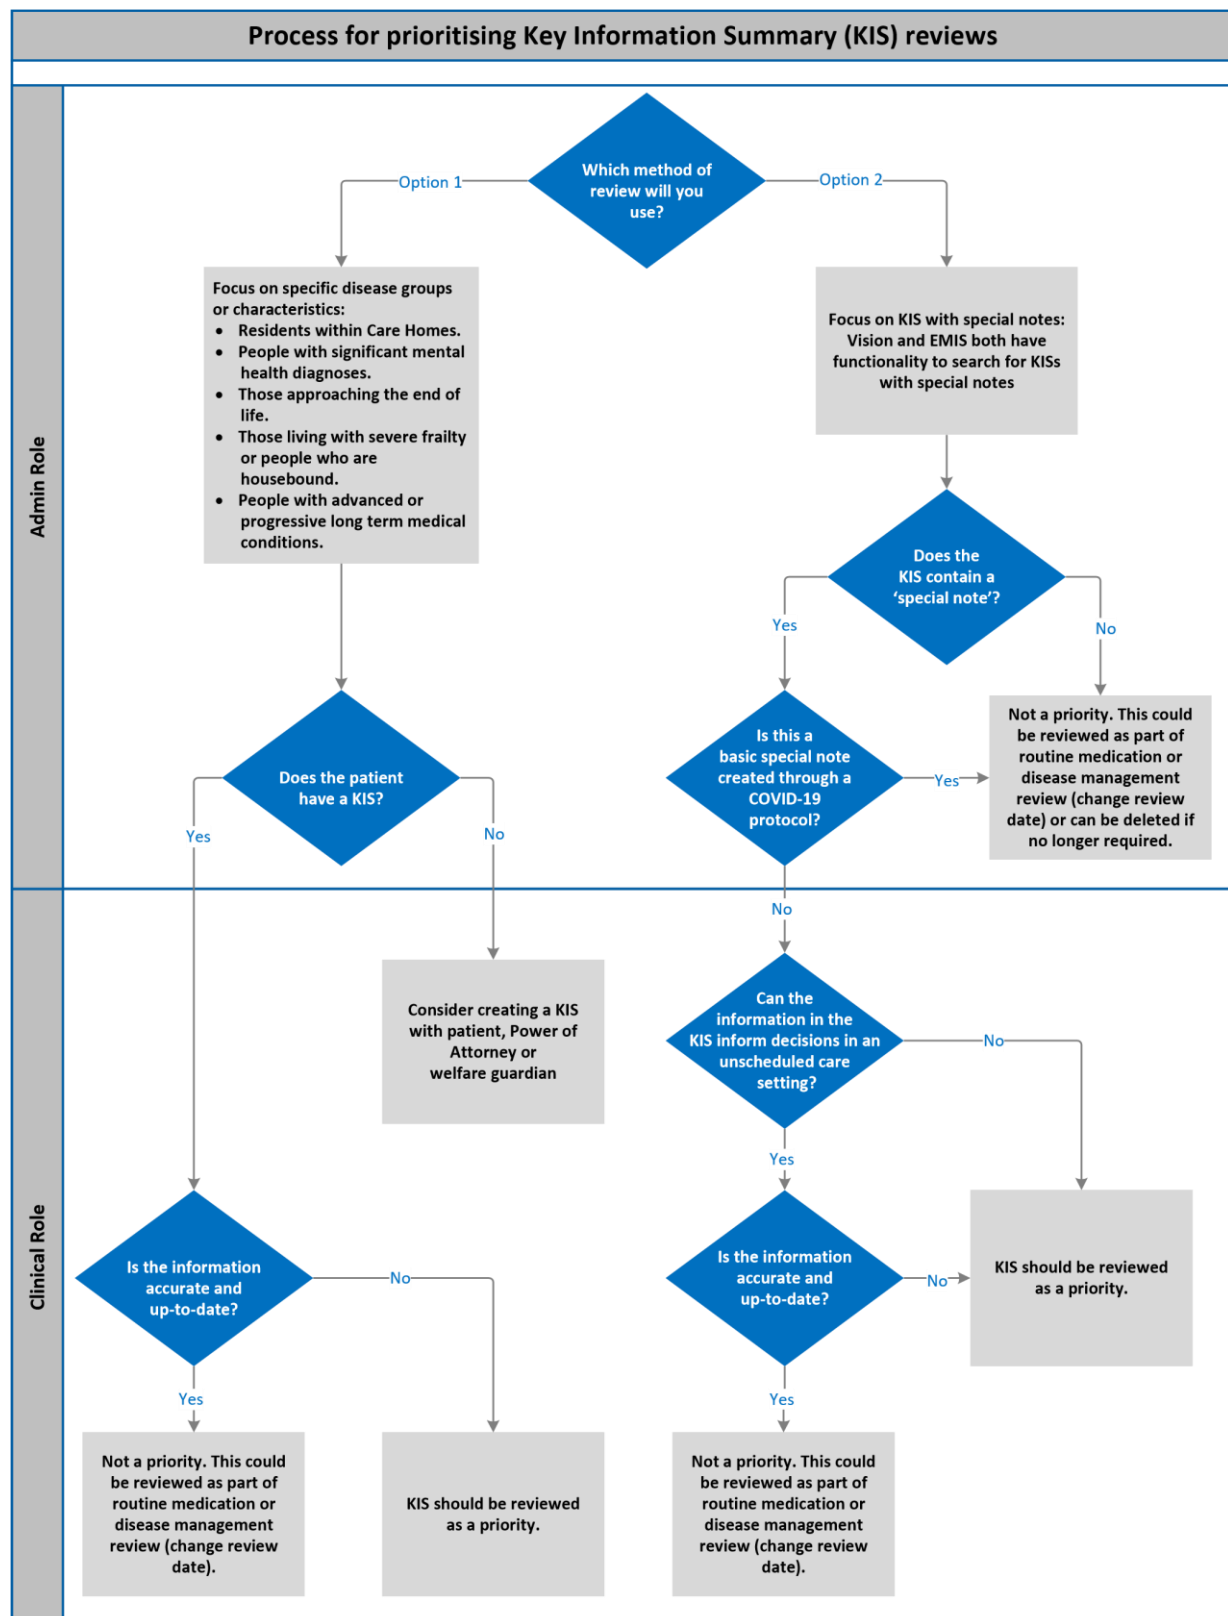 Process for prioritising Key Information Summary (KIS) reviews
Admin Role
Which method of
review will you
use?
Option 1
Option 2
Focus on specific disease groups
or characteristics:
• Residents within Care Homes.
• People with significant mental
health diagnoses.
• Those approaching the end of
life.
• Those living with severe frailty
or people who are
housebound.
• People with advanced or
progressive long term medical
conditions.
Focus on KIS with special notes:
Vision and EMIS both have
functionality to search for KISs
with special notes
Does the
KIS contain a
‘special note’?
Yes
No
Does the patient
have a KIS?
Yes
No
Is this a
basic special note
created through a
COVID-19
protocol?
Yes
No
Not a priority. This could
be reviewed as part of
routine medication or
disease management
review (change review
date) or can be deleted if
no longer required.
Clinical Role
Consider creating a KIS
with patient, Power of
Attorney or
welfare guardian
Can the
information in the
KIS inform decisions in an
unscheduled care
setting?
No
Yes
Is the information
accurate and
up-to-date?
No
Yes
Is the information
accurate and
up-to-date?
No
Yes
KIS should be reviewed
as a priority.
Not a priority. This could
be reviewed as part of
routine medication or
disease management
review (change review
date).
KIS should be reviewed
as a priority.
Not a priority. This could
be reviewed as part of
routine medication or
disease management
review (change review
date).